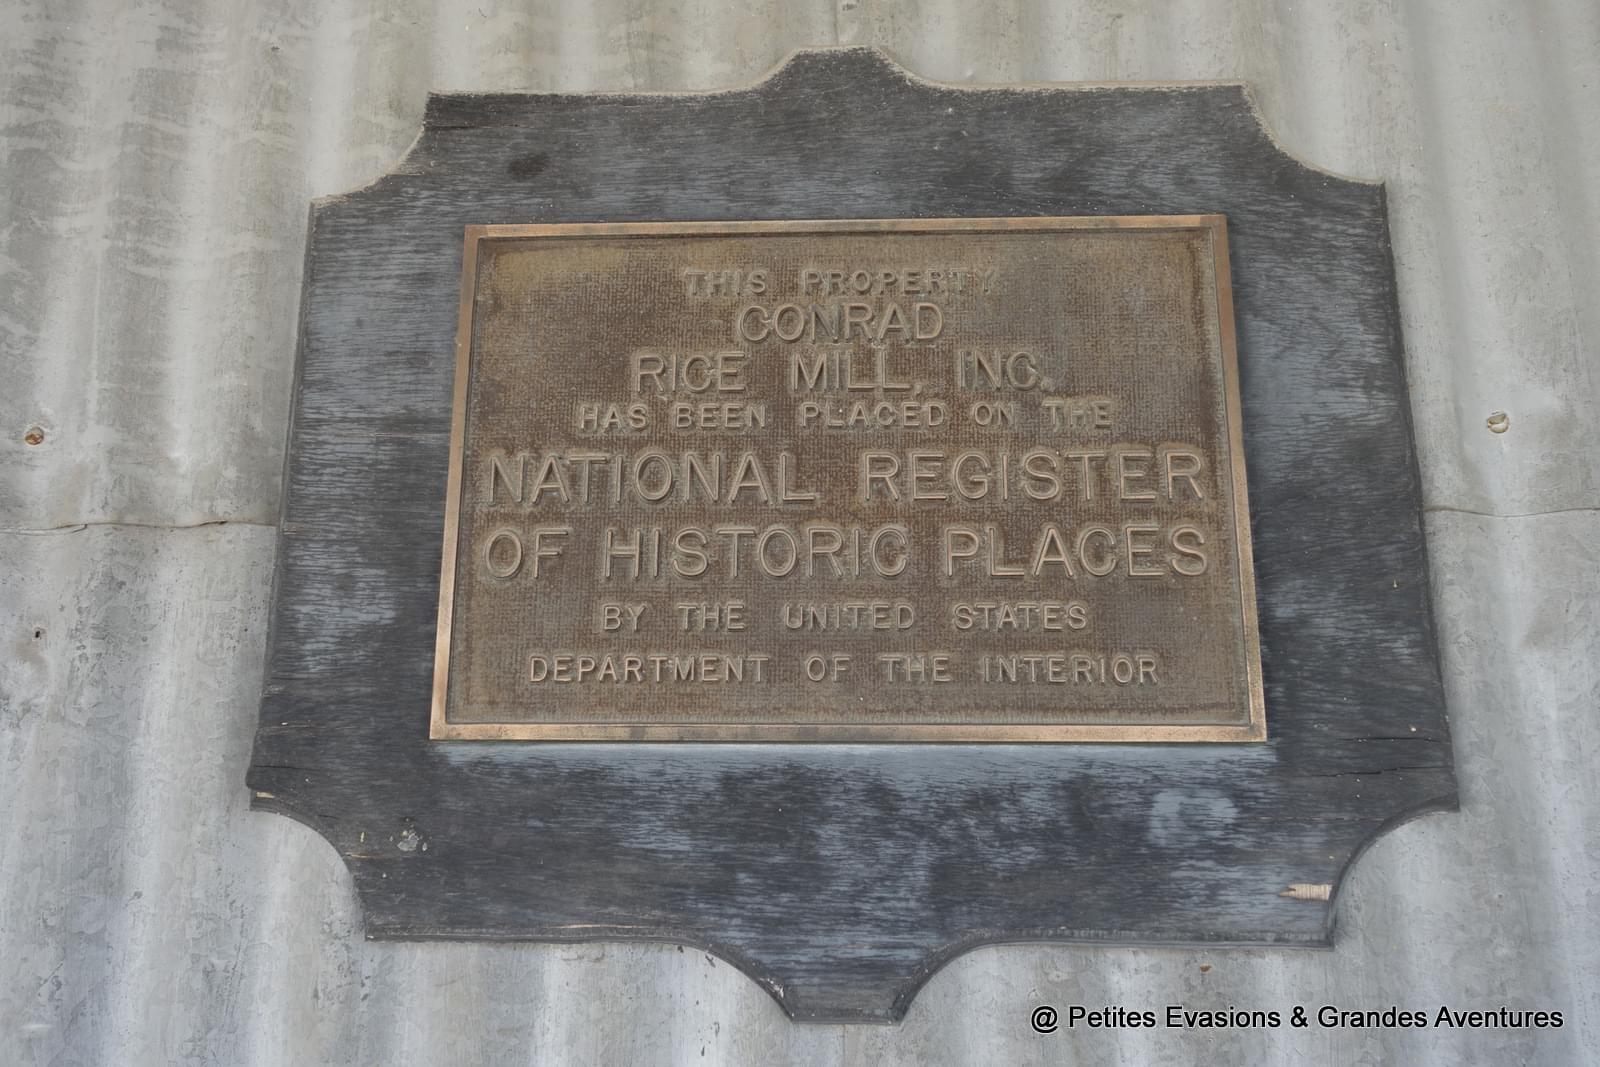 THIS PROPERTY
CONRAD
RICE MILL, INC.
HAS BEEN PLACED ON THE
NATIONAL REGISTER
OF HISTORIC PLACES
BY THE UNITED STATES
DEPARTMENT OF THE INTERIOR
@ Petites Evasions & Grandes Aventures